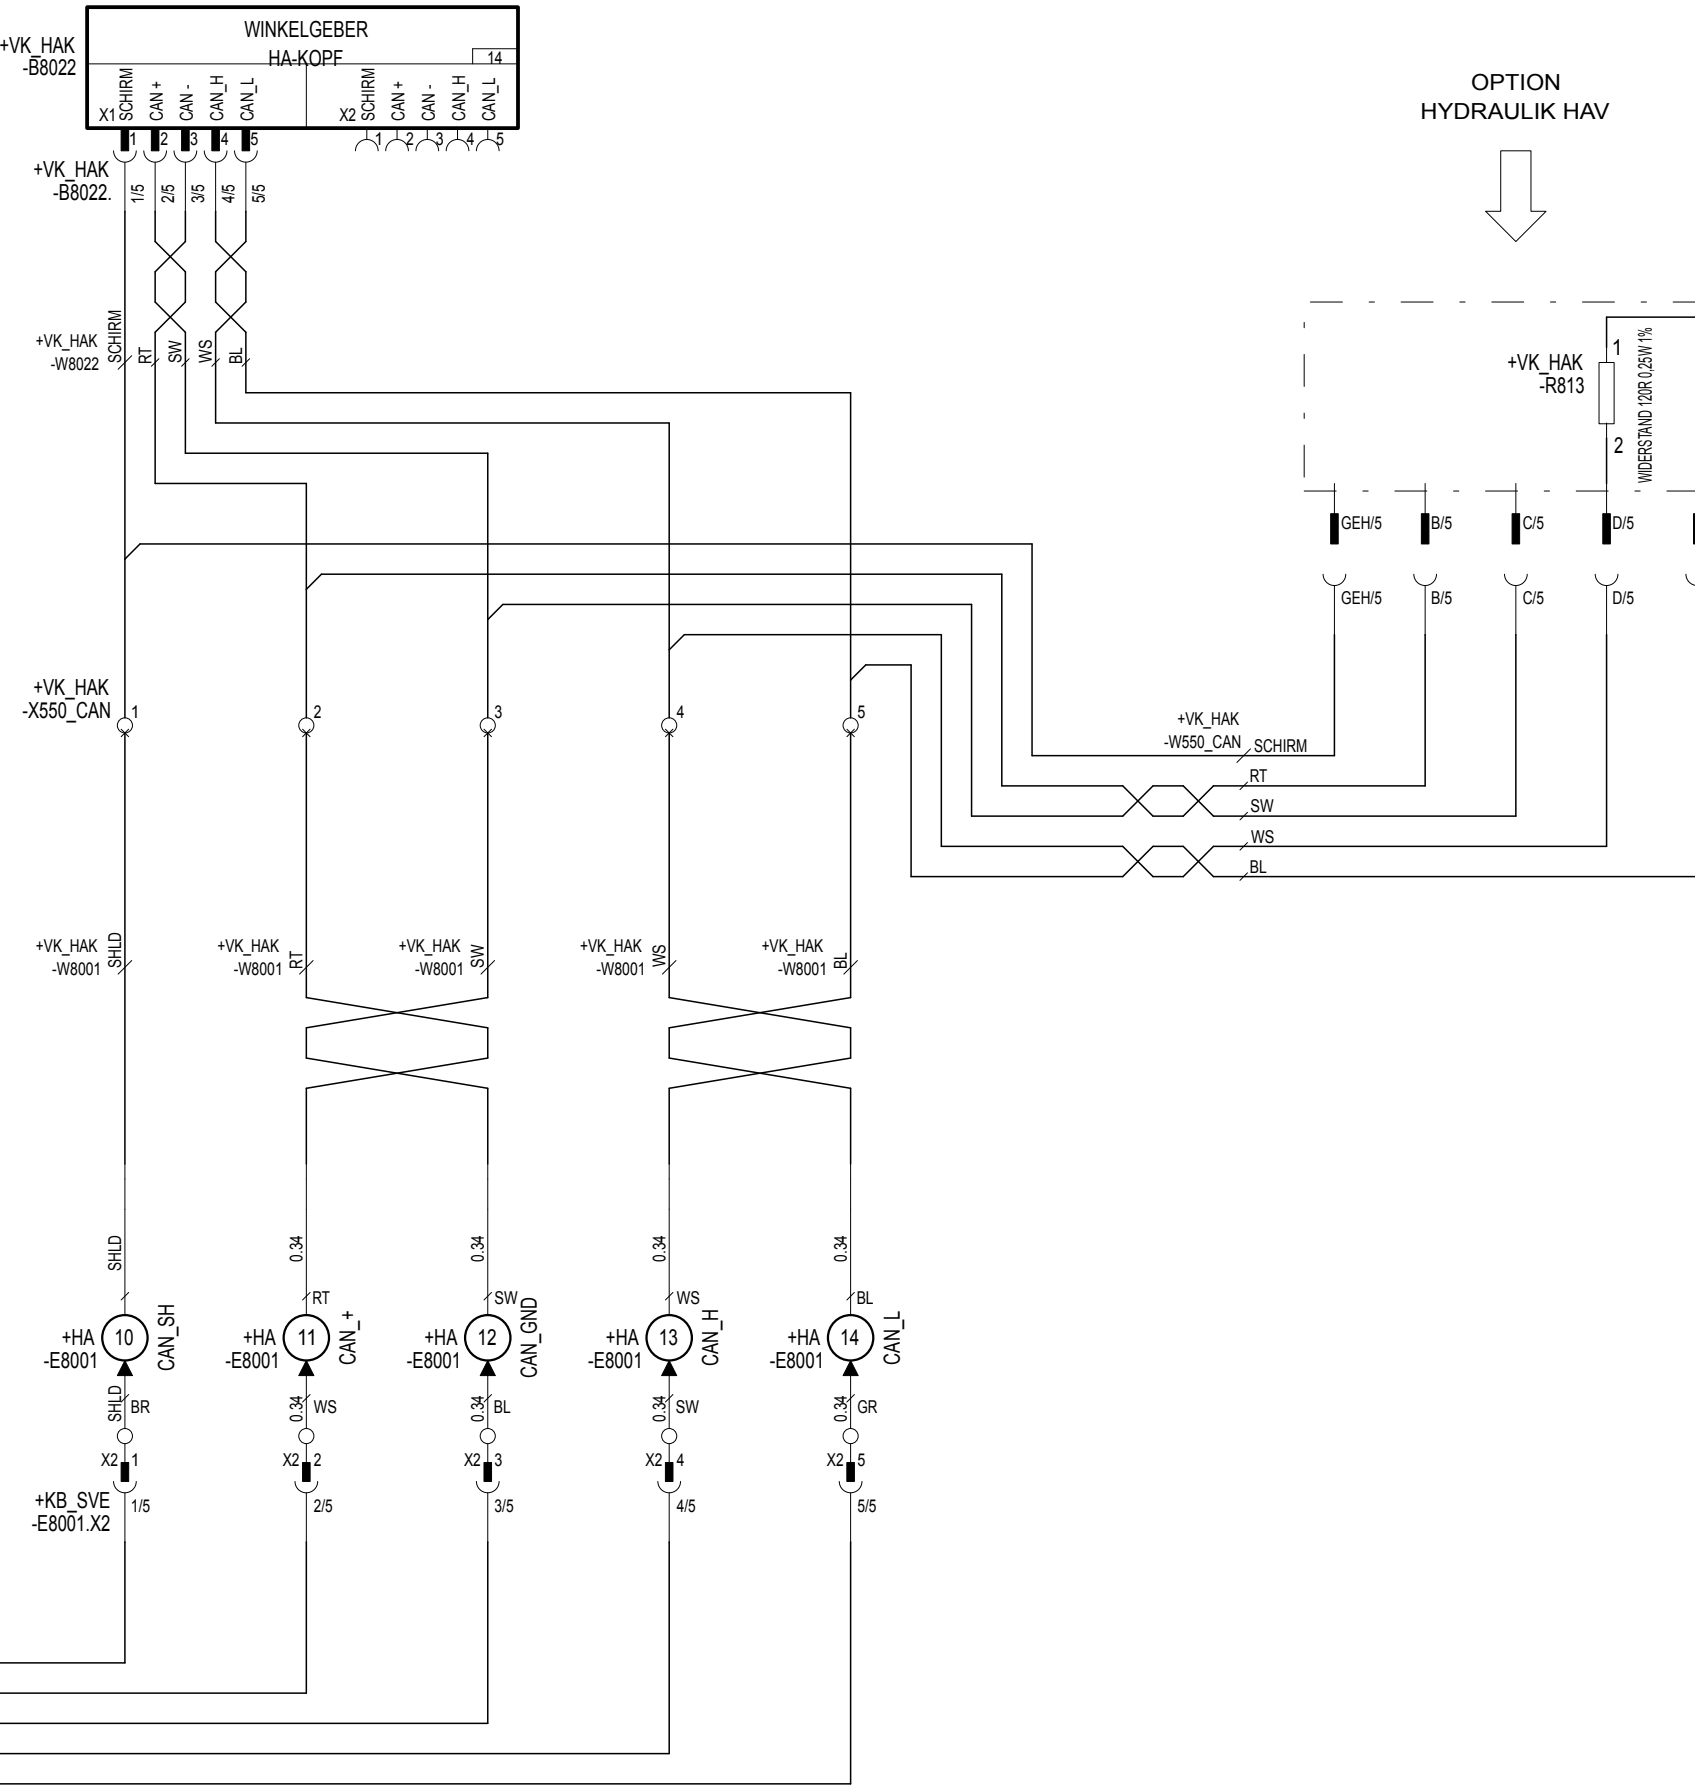 WINKELGEBER
HA-KOPF
14
+VK_HAK
-B8022
X1
SCHIRM
CAN +
CAN -
CAN_H
CAN_L
X2
SCHIRM
CAN +
CAN -
CAN_H
CAN_L
1 2 3 4 5
1 2 3 4 5
+VK_HAK
-B8022.
1/5
2/5
3/5
4/5
5/5
OPTION
HYDRAULIK HAV
+VK_HAK
-W8022
SCHIRM
RT
SW
WS
BL
+VK_HAK
-R813
1
2
WIDERSTAND 120R 0,25W 1%
GEH/5 B/5 C/5 D/5
GEH/5 B/5 C/5 D/5
+VK_HAK
-X550_CAN
1 2 3 4 5
+VK_HAK
-W550_CAN
SCHIRM
RT
SW
WS
BL
+VK_HAK
-W8001
SHLD
+VK_HAK
-W8001
RT
+VK_HAK
-W8001
SW
+VK_HAK
-W8001
WS
+VK_HAK
-W8001
BL
SHLD
0.34
0.34
0.34
0.34
RT
SW
WS
BL
+HA
-E8001
10
CAN_SH
+HA
-E8001
11
CAN_+
+HA
-E8001
12
CAN_GND
+HA
-E8001
13
CAN_H
+HA
-E8001
14
CAN_L
SHLD BR
0.34 WS
0.34 BL
0.34 SW
0.34 GR
X2 1
X2 2
X2 3
X2 4
X2 5
+KB_SVE
-E8001.X2
1/5
2/5
3/5
4/5
5/5